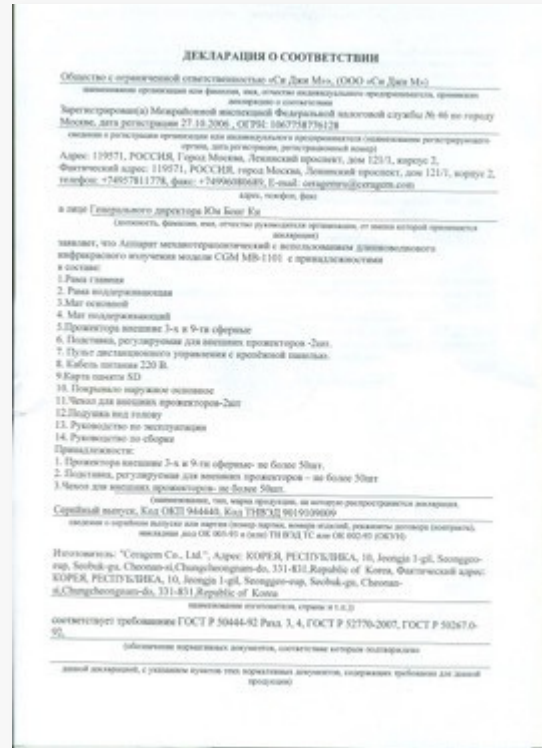 ДЕКЛАРАЦИЯ О СООТВЕТСТВИИ
Общество с ограниченной ответственностью «Си Джи М», (ООО «Си Джи М»)
наименование организации или фамилия, имя, отчество индивидуального предпринимателя, принявших
декларацию о соответствии
Зарегистрирован(а) Межрайонной инспекцией Федеральной налоговой службы № 46 по городу
Москве, дата регистрации 27.10.2006 , ОГРН: 1067758776128
сведения о регистрации организации или индивидуального предпринимателя (наименование регистрирующего
органа, дата регистрации, регистрационный номер)
Адрес: 119571, РОССИЯ, Город Москва, Ленинский проспект, дом 121/1, корпус 2,
Фактический адрес: 119571, РОССИЯ, город Москва, Ленинский проспект, дом 121/1, корпус 2,
телефон: +74957811778, факс: +74996080689, E-mail: ceragemru@ceragem.com
адрес, телефон, факс
в лице Генерального директора Юм Бонг Ки
(должность, фамилия, имя, отчество руководителя организации, от имени которой принимается
декларация)
заявляет, что Аппарат механотерапевтический с использованием длинноволнового
инфракрасного излучения модели CGM MB-1101 с принадлежностями
в составе:
1.Рама главная
2. Рама поддерживающая
3.Мат основной
4. Мат поддерживающий
5.Прожектора внешние 3-х и 9-ти сферные
6. Подставка, регулируемая для внешних прожекторов -2шт.
7. Пульт дистанционного управления с крепёжной панелью.
8. Кабель питания 220 В.
9.Карта памяти SD
10. Покрывало наружное основное
11.Чехол для внешних прожекторов-2шт
12.Подушка под голову
13. Руководство по эксплуатации
14. Руководство по сборке
Принадлежности:
1. Прожектора внешние 3-х и 9-ти сферные- не более 50шт.
2. Подставка, регулируемая для внешних прожекторов - не более 50шт
3.Чехол для внешних прожекторов- не более 50шт.
(наименование, тип, марка продукции, на которую распространяется декларация,
Серийный выпуск, Код ОКП 944440, Код ТНВЭД 9019109009
сведения о серийном выпуске или партии (номер партии, номера изделий, реквизиты договора (контракта),
накладная, код ОК 005-93 и (или) ТН ВЭД ТС или ОК 002-93 (ОКУН)
Изготовитель: "Ceragem Co., Ltd.", Адрес: КОРЕЯ, РЕСПУБЛИКА, 10, Jeongja 1-gil, Seonggeo-
eup, Seobuk-gu, Cheonan-si,Chungcheongnam-do, 331-831,Republic of Korea, Фактический адрес:
КОРЕЯ, РЕСПУБЛИКА, 10, Jeongja 1-gil, Seonggeo-eup, Seobuk-gu, Cheonan-
si,Chungcheongnam-do, 331-831,Republic of Korea
наименование изготовителя, страны и т.п.))
соответствует требованиям ГОСТ Р 50444-92 Разд. 3, 4, ГОСТ Р 52770-2007, ГОСТ Р 50267.0-
92,
(обозначение нормативных документов, соответствие которым подтверждено
данной декларацией, с указанием пунктов этих нормативных документов, содержащих требования для данной
продукции)